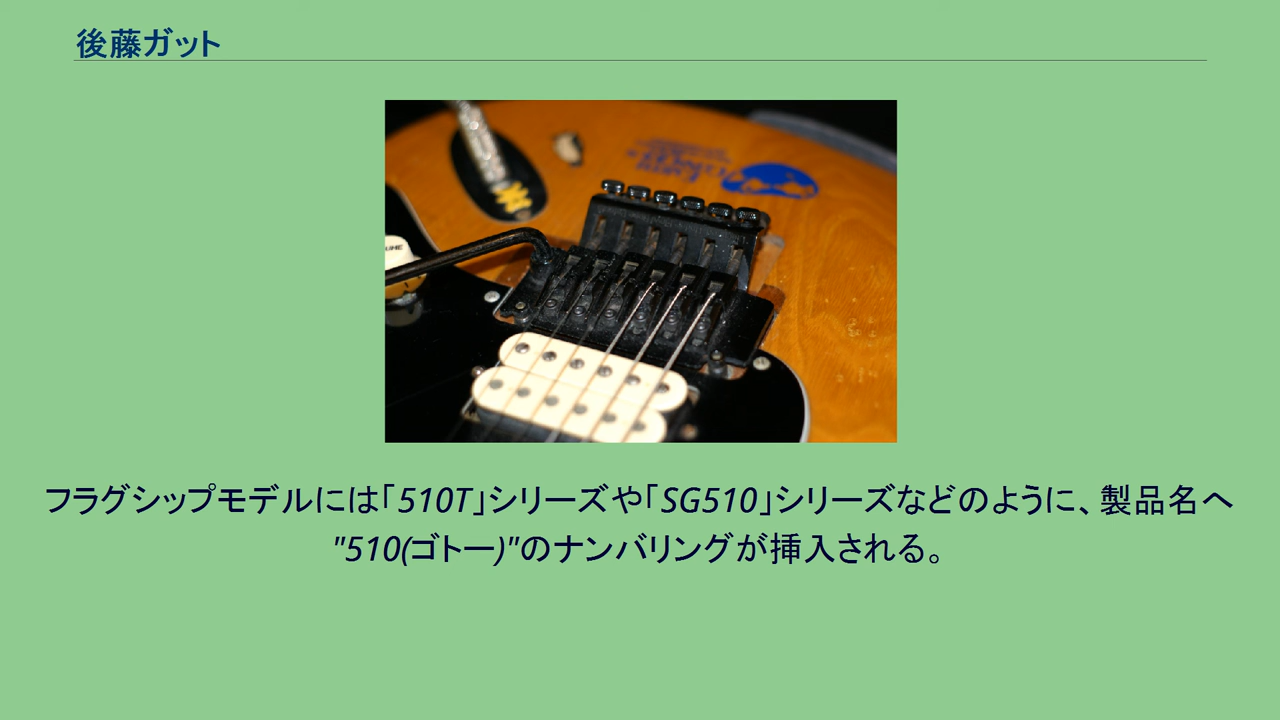 後藤ガット
フラグシップモデルには「510T」シリーズや「SG510」シリーズなどのように、製品名へ
"510(ゴトー)"のナンバリングが挿入される。